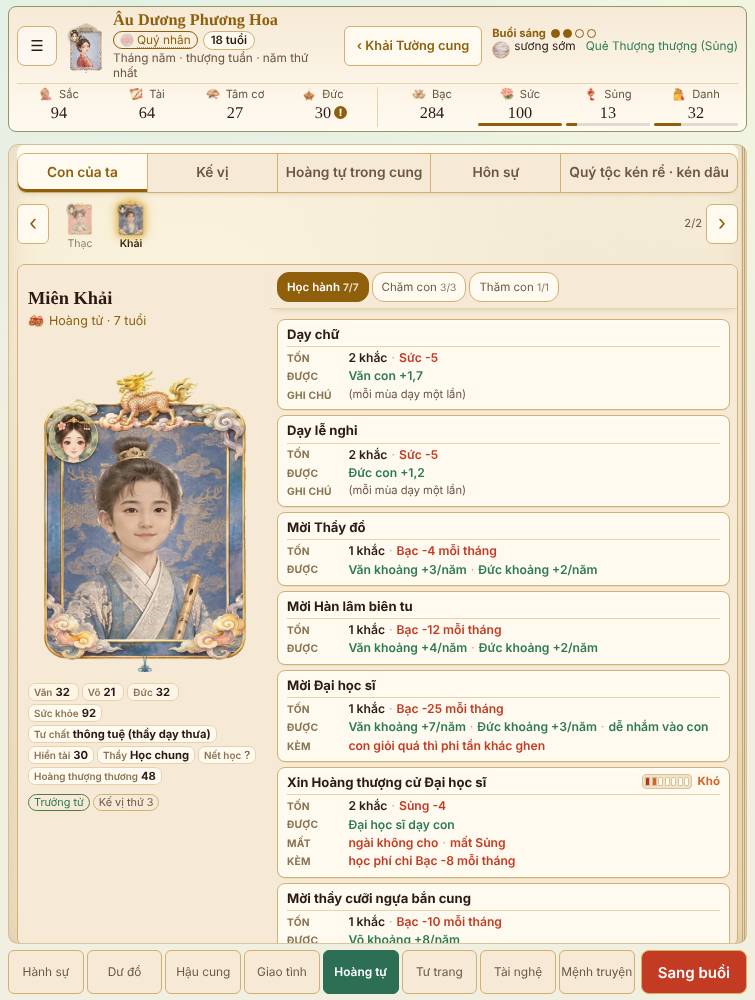 Âu Dương Phương Hoa
Quý nhân 18 tuổi
Tháng năm · thượng tuần · năm thứ nhất
‹ Khải Tường cung
Buổi sáng
sương sớm Quẻ Thượng thượng (Sủng)
Sắc Tài Tâm cơ Đức Bạc Sức Sủng Danh
94 64 27 30 ! 284 100 13 32
Con của ta Kế vị Hoàng tự trong cung Hôn sự Quý tộc kén rể · kén dâu
Thạc Khải
2/2
Miên Khải
Hoàng tử · 7 tuổi
Văn 32 Võ 21 Đức 32
Sức khỏe 92
Tư chất thông tuệ (thầy dạy thưa)
Hiền tài 30 Thầy Học chung Nết học ?
Hoàng thượng thương 48
Trưởng tử Kế vị thứ 3
Học hành 7/7 Chăm con 3/3 Thăm con 1/1
Dạy chữ
TỐN 2 khắc · Sức -5
ĐƯỢC Văn con +1,7
GHI CHÚ (mỗi mùa dạy một lần)
Dạy lễ nghi
TỐN 2 khắc · Sức -5
ĐƯỢC Đức con +1,2
GHI CHÚ (mỗi mùa dạy một lần)
Mời Thầy đồ
TỐN 1 khắc · Bạc -4 mỗi tháng
ĐƯỢC Văn khoảng +3/năm · Đức khoảng +2/năm
Mời Hàn lâm biên tu
TỐN 1 khắc · Bạc -12 mỗi tháng
ĐƯỢC Văn khoảng +4/năm · Đức khoảng +2/năm
Mời Đại học sĩ
TỐN 1 khắc · Bạc -25 mỗi tháng
ĐƯỢC Văn khoảng +7/năm · Đức khoảng +3/năm · dễ nhắm vào con
KÈM con giỏi quá thì phi tần khác ghen
Xin Hoàng thượng cử Đại học sĩ Khó
TỐN 2 khắc · Sủng -4
ĐƯỢC Đại học sĩ dạy con
MẤT ngài không cho · mất Sủng
KÈM học phí chỉ Bạc -8 mỗi tháng
Mời thầy cưỡi ngựa bắn cung
TỐN 1 khắc · Bạc -10 mỗi tháng
ĐƯỢC Võ khoảng +8/năm
Hành sự Dư đồ Hậu cung Giao tình Hoàng tự Tư trang Tài nghệ Mệnh truyện Sang buổi